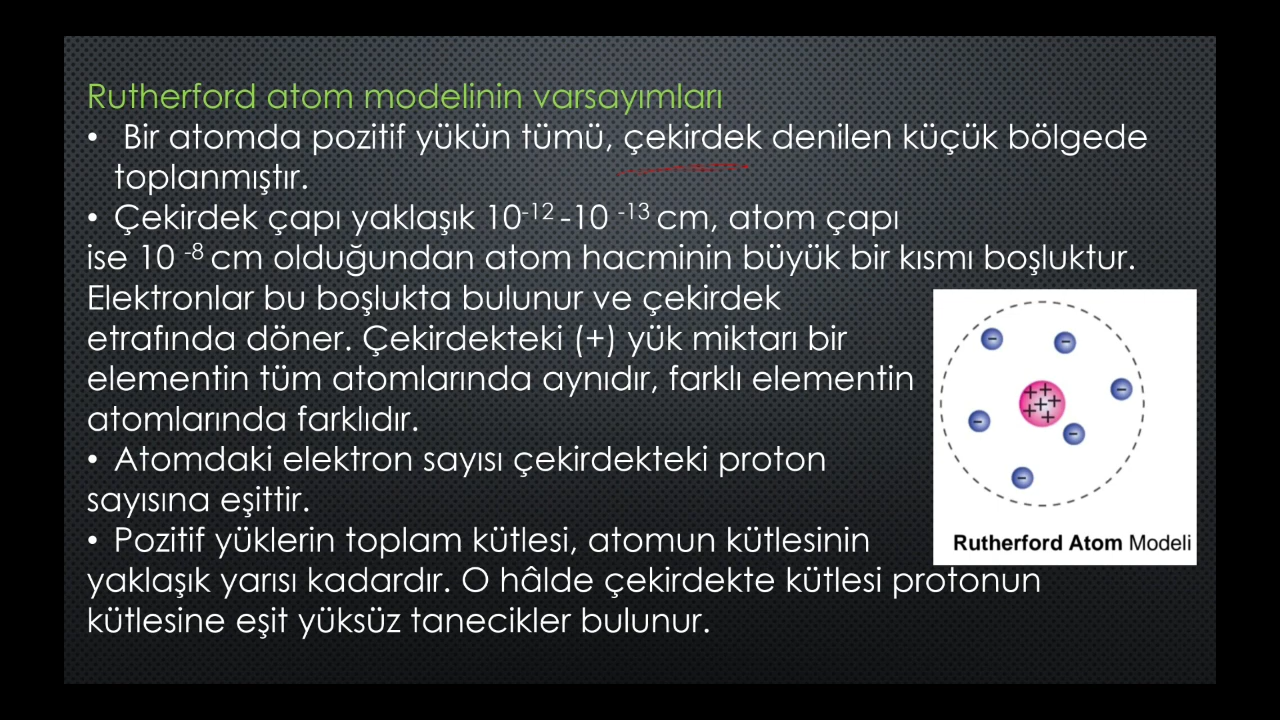 Rutherford atom modelinin varsayımları
• Bir atomda pozitif yükün tümü, çekirdek denilen küçük bölgede
toplanmıştır.
• Çekirdek çapı yaklaşık 10⁻¹² -10 ⁻¹³ cm, atom çapı
ise 10 ⁻⁸ cm olduğundan atom hacminin büyük bir kısmı boşluktur.
Elektronlar bu boşlukta bulunur ve çekirdek
etrafında döner. Çekirdekteki (+) yük miktarı bir
elementin tüm atomlarında aynıdır, farklı elementin
atomlarında farklıdır.
• Atomdaki elektron sayısı çekirdekteki proton
sayısına eşittir.
• Pozitif yüklerin toplam kütlesi, atomun kütlesinin
yaklaşık yarısı kadardır. O hâlde çekirdekte kütlesi protonun
kütlesine eşit yüksüz tanecikler bulunur.
Rutherford Atom Modeli